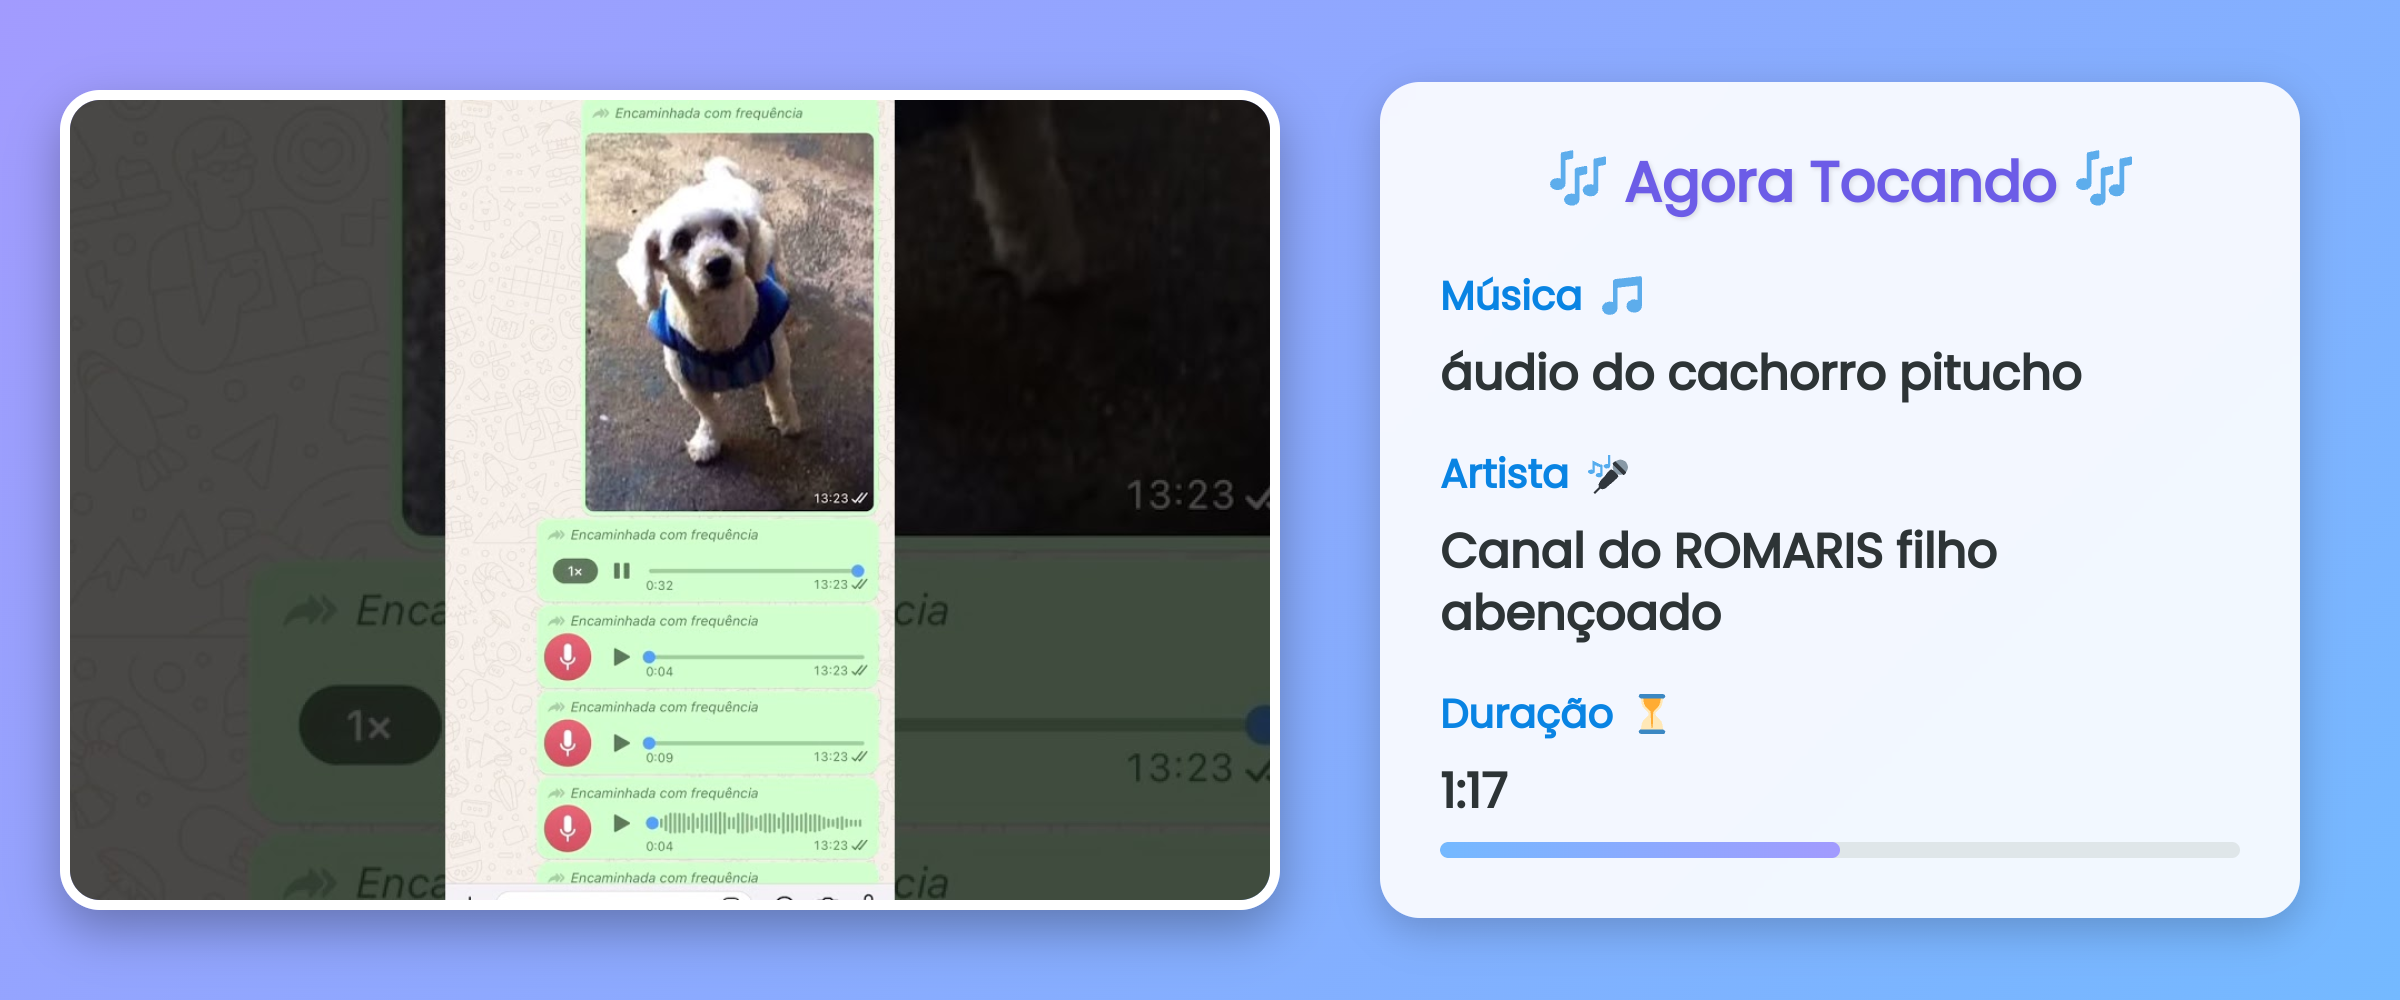 Encaminhada com frequência
13:23
13:23
Encaminhada com frequência
1×
0:32
13:23
Encaminhada com frequência
0:04
13:23
Encaminhada com frequência
0:09
13:23
Encaminhada com frequência
0:04
13:23
Encaminhada com frequência
Enca
cia
1×
13:23
Enca
cia
🎶 Agora Tocando 🎶
Música 🎵
áudio do cachorro pitucho
Artista 🎤
Canal do ROMARIS filho
abençoado
Duração ⏳
1:17